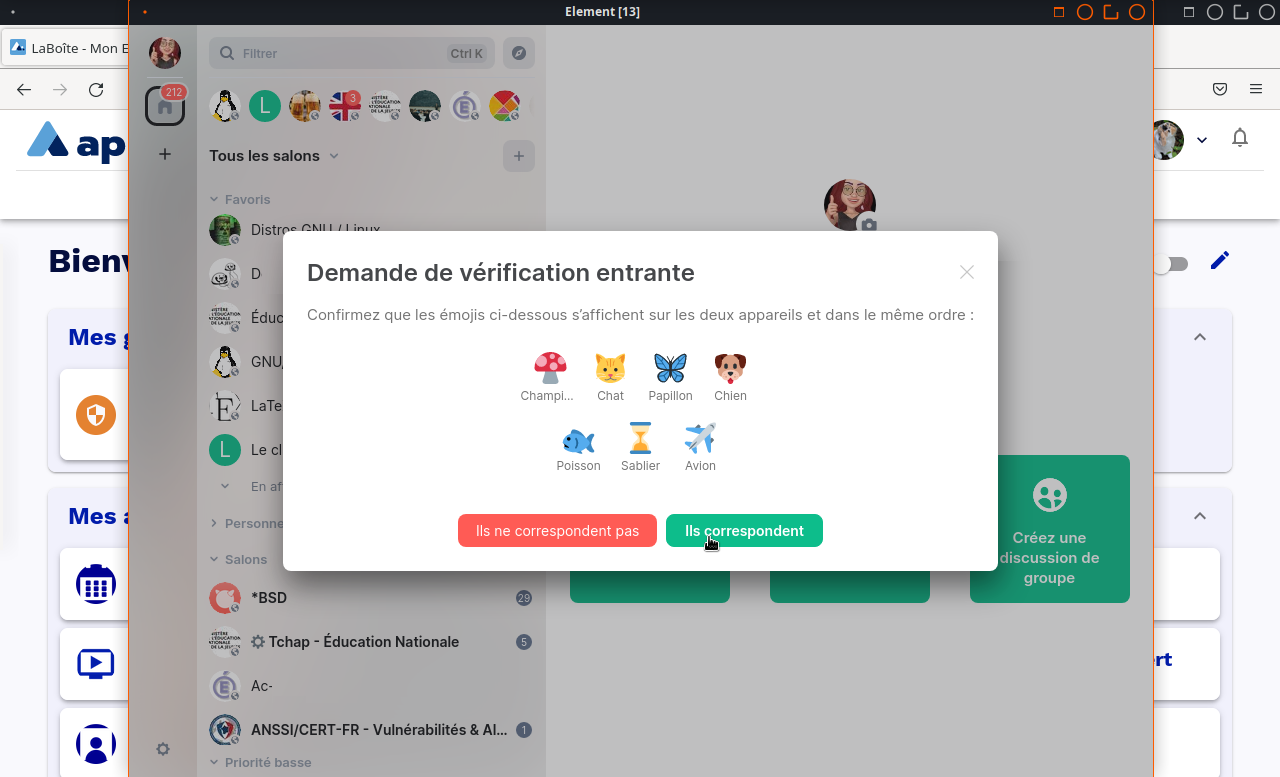 Element [13]
LaBoîte - Mon E
Filtrer
Ctrl K
212
3
L
ap
Tous les salons
Favoris
Distros GNU / Linux
Bienv
D
Demande de vérification entrante
Confirmez que les émojis ci-dessous s’affichent sur les deux appareils et dans le même ordre :
Éduc
Mes g
GNU/
Champi...
Chat
Papillon
Chien
LaTe
L
Le cl
Poisson
Sablier
Avion
En af
Mes a
Personne
Ils ne correspondent pas
Ils correspondent
Créez une
discussion de
groupe
Salons
*BSD
29
Tchap - Éducation Nationale
5
ert
Ac-
ANSSI/CERT-FR - Vulnérabilités & Al...
1
Priorité basse